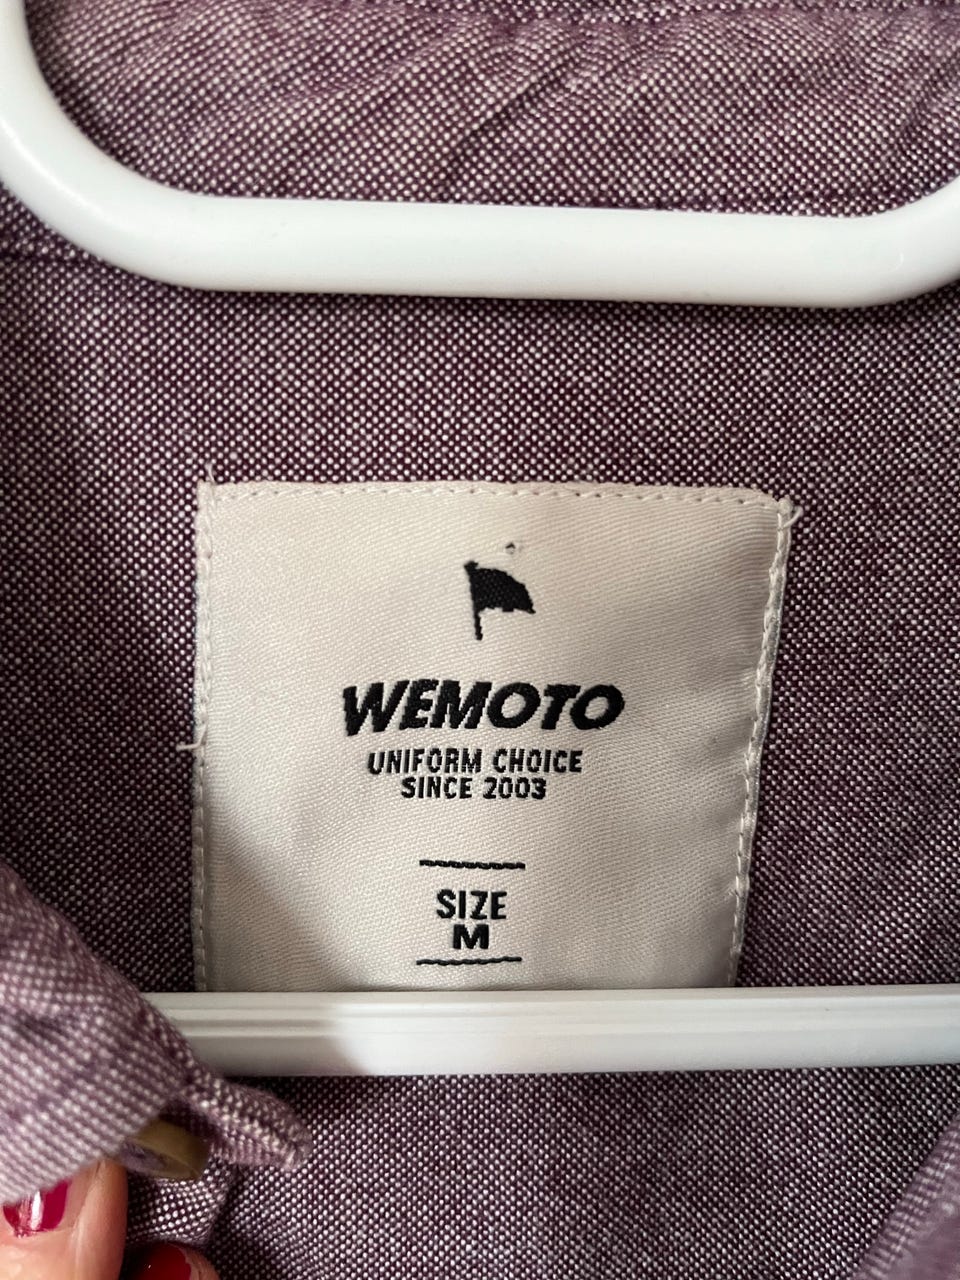 WEMOTO
UNIFORM CHOICE
SINCE 2003
SIZE
M